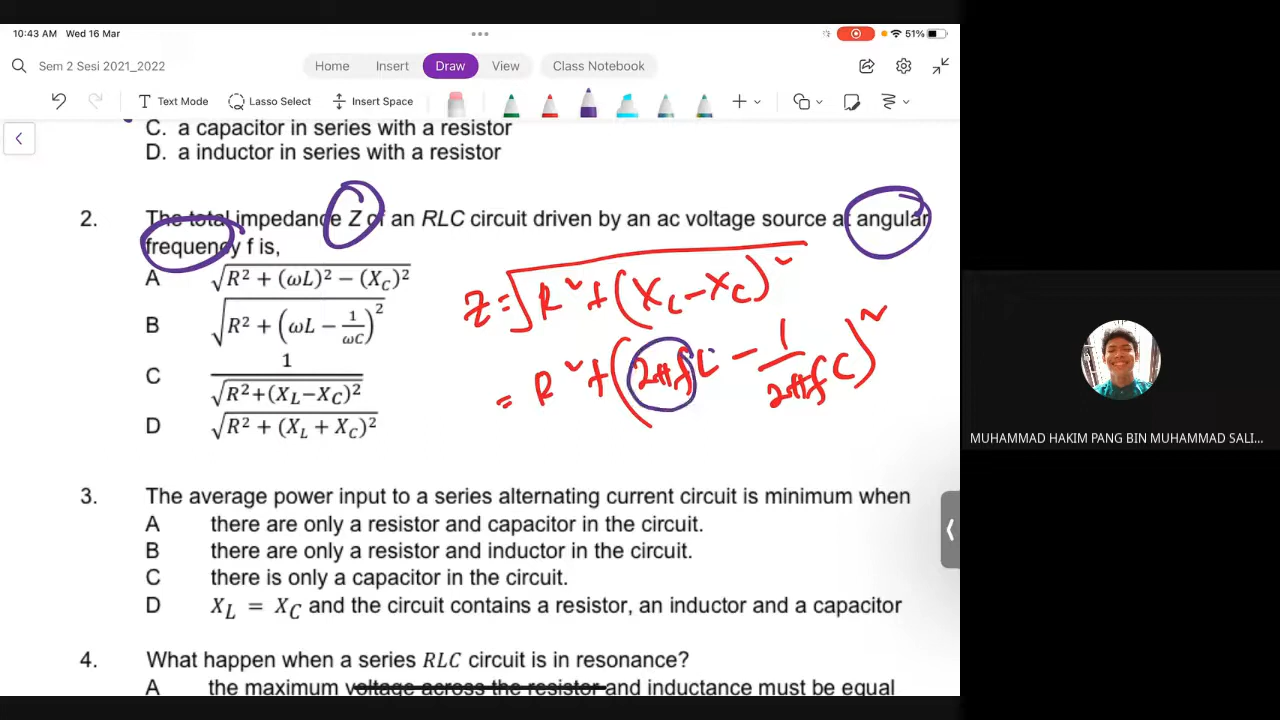 10:43 AM Wed 16 Mar
51%
Sem 2 Sesi 2021_2022
Home Insert Draw View Class Notebook
Text Mode Lasso Select Insert Space
C. a capacitor in series with a resistor
D. a inductor in series with a resistor
2. The total impedance Z of an RLC circuit driven by an ac voltage source at angular
frequency f is,
A √(R² + (ωL)² − (X_C)²)
B √(R² + (ωL − 1/ωC)²)
C 1/√(R²+(X_L−X_C)²)
D √(R² + (X_L + X_C)²)
Z = √(R² + (X_L − X_C)²)
= R² + (2πfL − 1/2πfC)²
3. The average power input to a series alternating current circuit is minimum when
A there are only a resistor and capacitor in the circuit.
B there are only a resistor and inductor in the circuit.
C there is only a capacitor in the circuit.
D X_L = X_C and the circuit contains a resistor, an inductor and a capacitor
4. What happen when a series RLC circuit is in resonance?
A the maximum voltage across the resistor and inductance must be equal
MUHAMMAD HAKIM PANG BIN MUHAMMAD SALI...